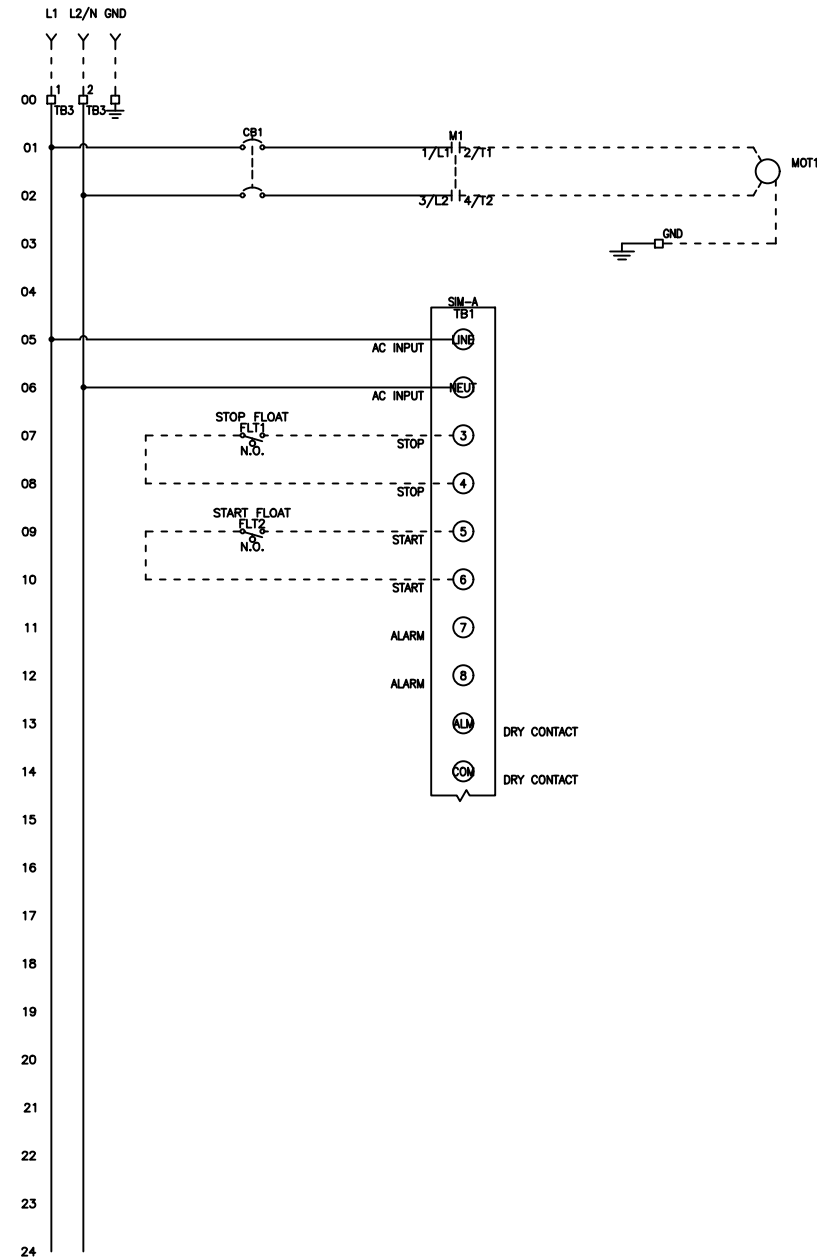 L1 L2/N GND
1 2
00 TB3 TB3
CB1 M1
01 1/L1 2/T1 MOT1
02 3/L2 4/T2
03 GND
04
SIM-A
TB1
05 LINE
AC INPUT
06 NEUT
AC INPUT
STOP FLOAT
FLT1
07 3
N.O. STOP
08 4
STOP
START FLOAT
FLT2
09 5
N.O. START
10 6
START
11 7
ALARM
12 8
ALARM
13 ALM
DRY CONTACT
14 COM
DRY CONTACT
15
16
17
18
19
20
21
22
23
24